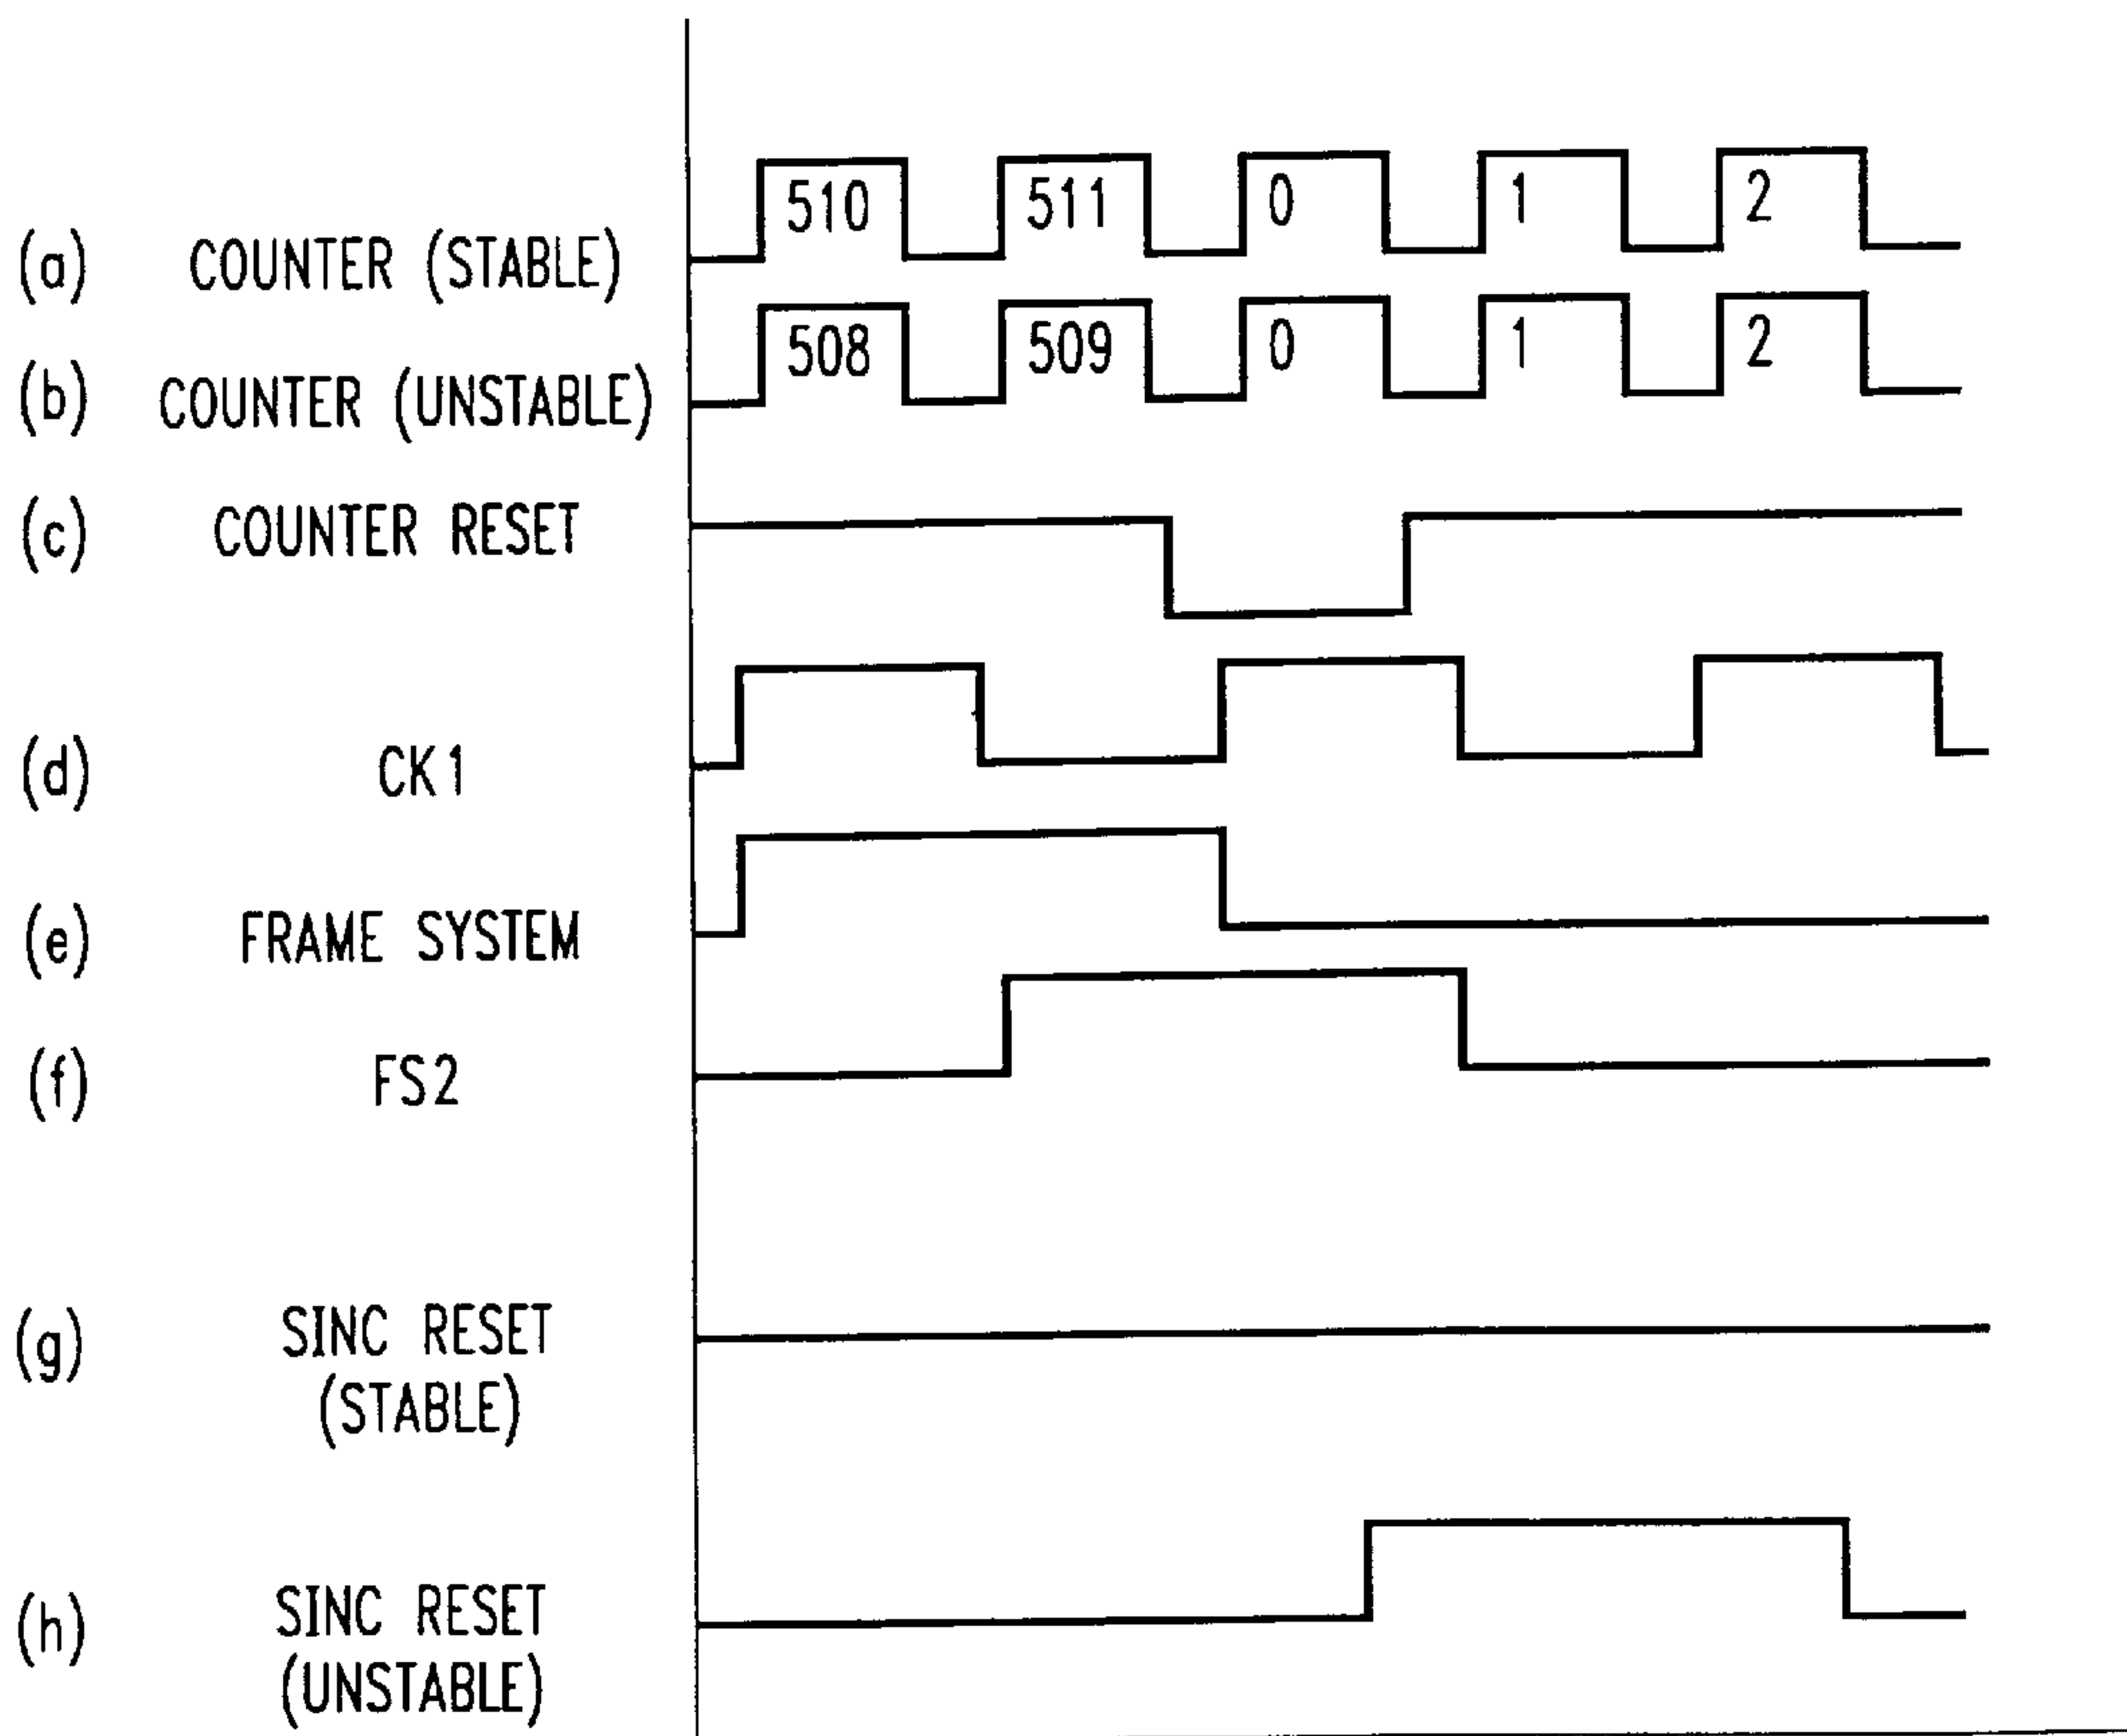 510 511 0 1 2
(a) COUNTER (STABLE)
508 509 0 1 2
(b) COUNTER (UNSTABLE)
(c) COUNTER RESET
(d) CK1
(e) FRAME SYSTEM
(f) FS2
(g) SINC RESET
(STABLE)
(h) SINC RESET
(UNSTABLE)